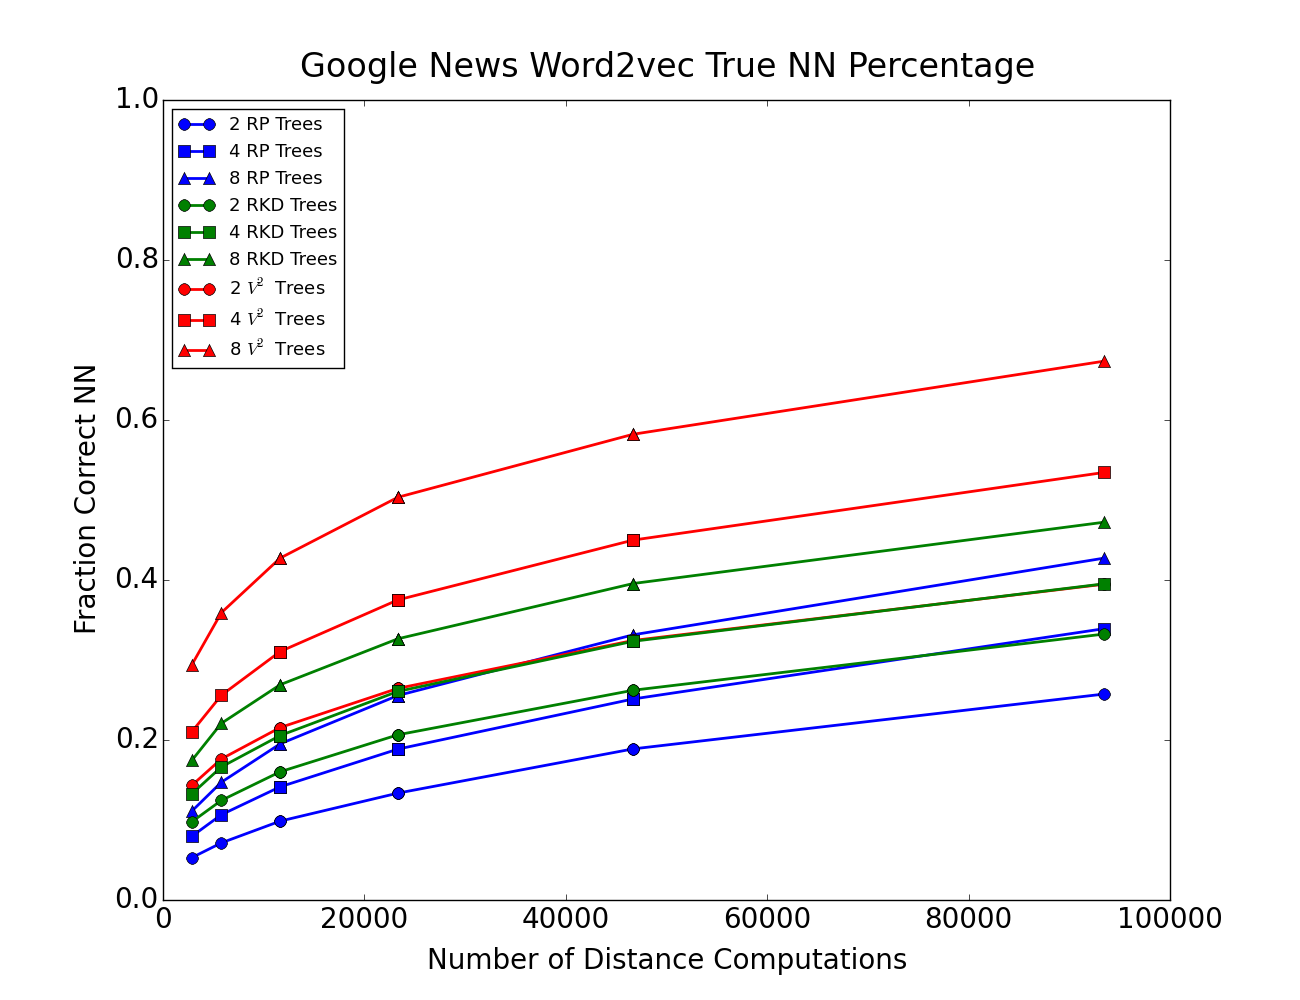 Google News Word2vec True NN Percentage
1.0
0.8
0.6
0.4
0.2
0.0
Fraction Correct NN
2 RP Trees
4 RP Trees
8 RP Trees
2 RKD Trees
4 RKD Trees
8 RKD Trees
2 V² Trees
4 V² Trees
8 V² Trees
0 20000 40000 60000 80000 100000
Number of Distance Computations